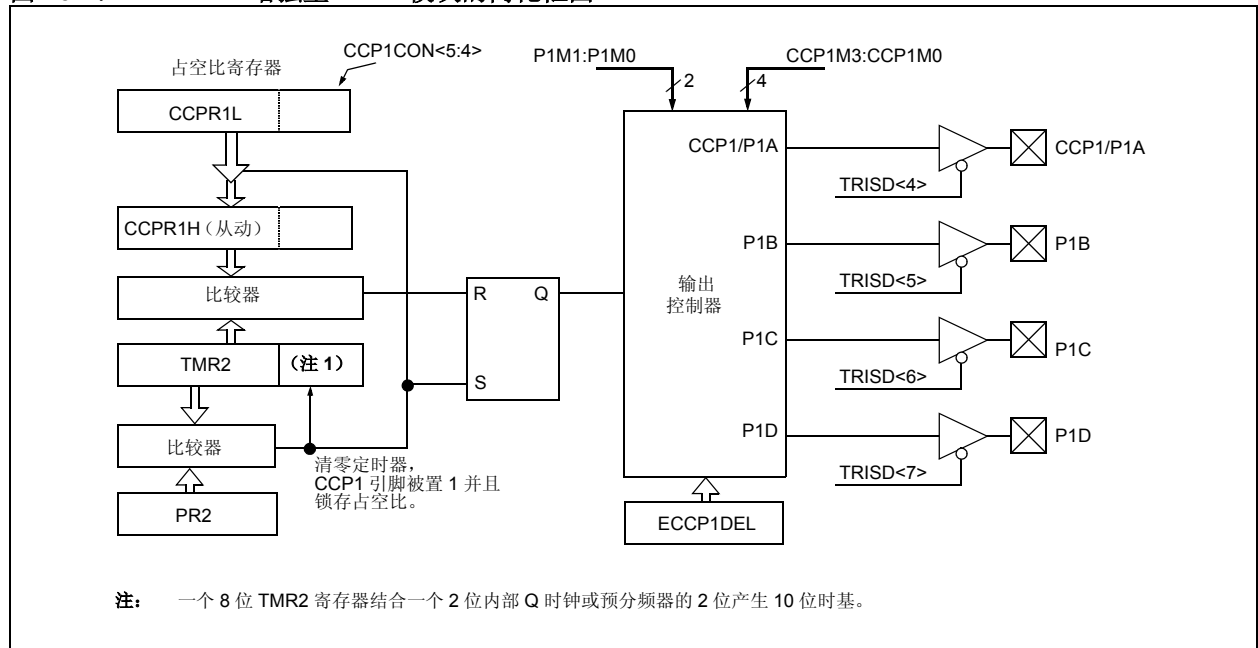 CCP1CON<5:4>
占空比寄存器
CCPR1L
CCPR1H（从动）
比较器
TMR2
（注 1）
比较器
PR2
清零定时器，
CCP1 引脚被置 1 并且
锁存占空比。
R
Q
S
P1M1:P1M0
2
CCP1M3:CCP1M0
4
输出
控制器
CCP1/P1A
TRISD<4>
CCP1/P1A
P1B
TRISD<5>
P1B
P1C
TRISD<6>
P1C
P1D
TRISD<7>
P1D
ECCP1DEL
注： 一个 8 位 TMR2 寄存器结合一个 2 位内部 Q 时钟或预分频器的 2 位产生 10 位时基。